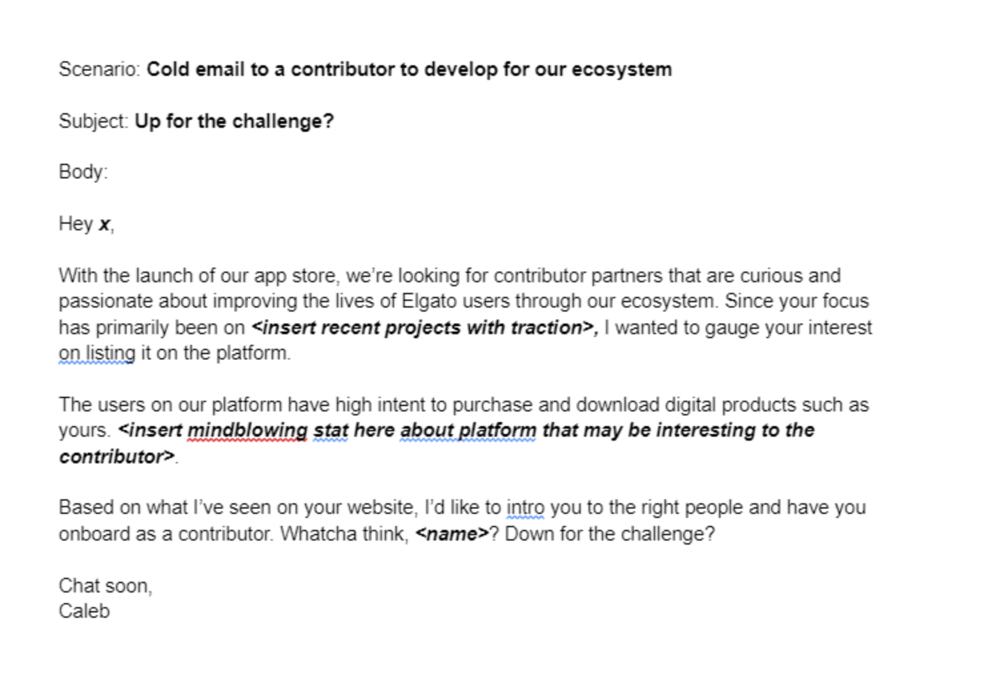 Scenario: Cold email to a contributor to develop for our ecosystem
Subject: Up for the challenge?
Body:
Hey x,
With the launch of our app store, we’re looking for contributor partners that are curious and
passionate about improving the lives of Elgato users through our ecosystem. Since your focus
has primarily been on <insert recent projects with traction>, I wanted to gauge your interest
on listing it on the platform.
The users on our platform have high intent to purchase and download digital products such as
yours. <insert mindblowing stat here about platform that may be interesting to the
contributor>.
Based on what I’ve seen on your website, I’d like to intro you to the right people and have you
onboard as a contributor. Whatcha think, <name>? Down for the challenge?
Chat soon,
Caleb